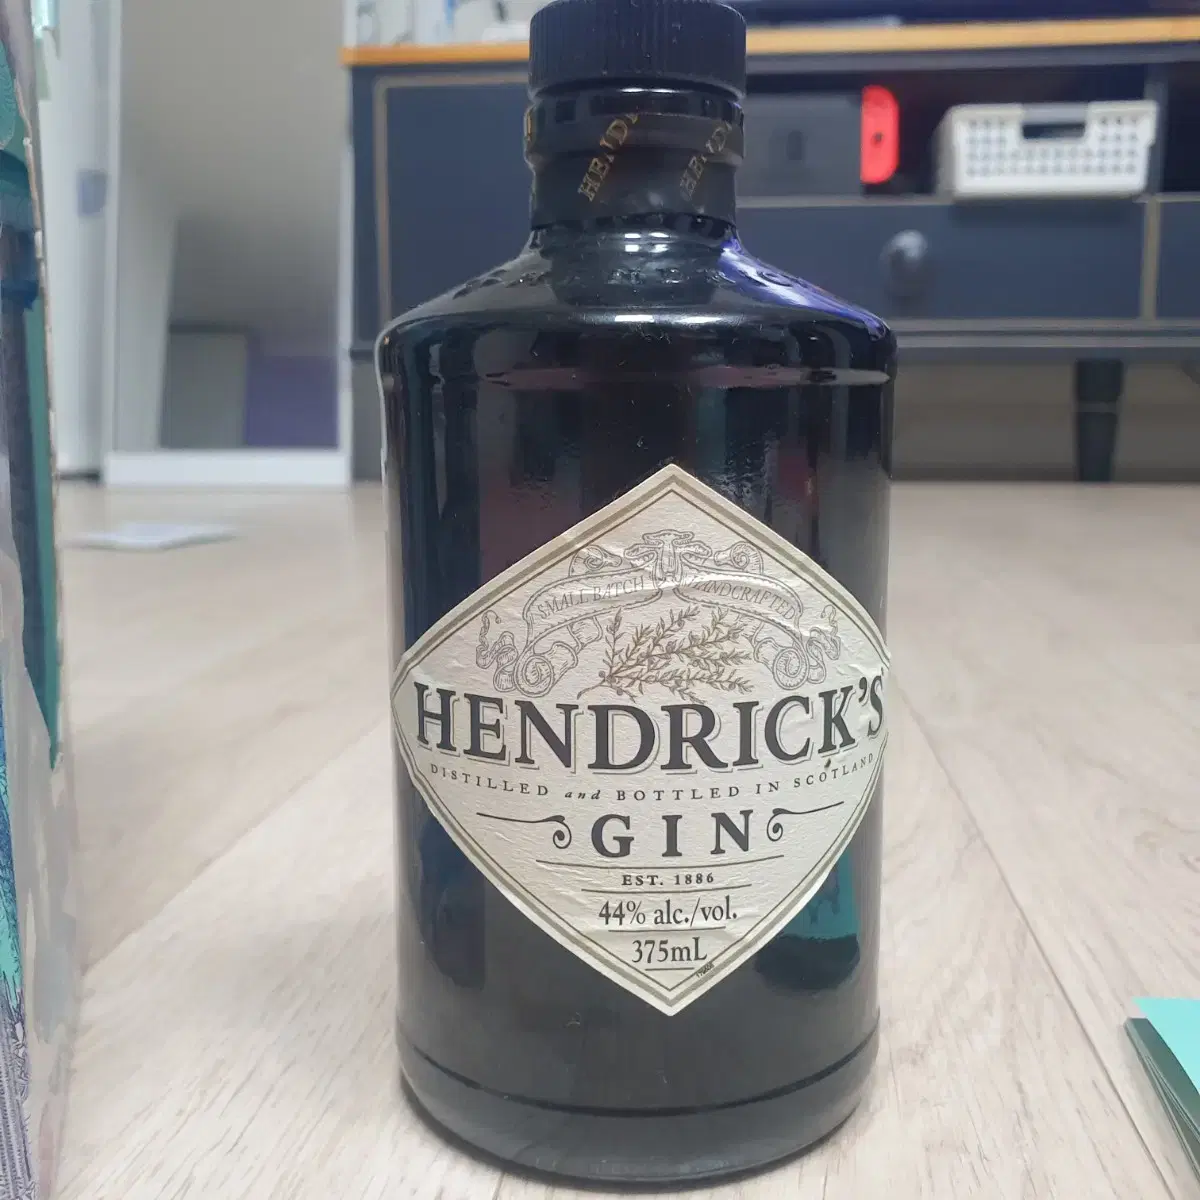 SMALL BATCH HANDCRAFTED
HENDRICK'S
DISTILLED and BOTTLED IN SCOTLAND
GIN
EST. 1886
44% alc./vol.
375mL